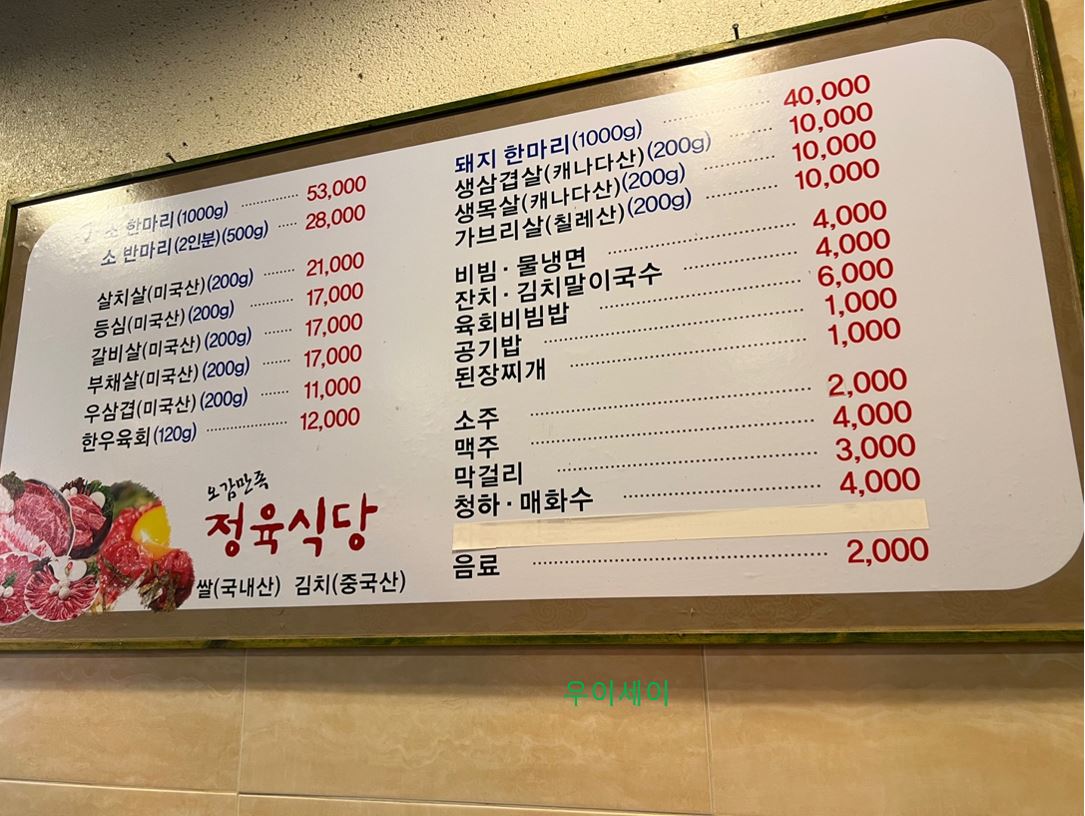 소 한마리(1000g) 53,000
소 반마리(2인분)(500g) 28,000
살치살(미국산)(200g) 21,000
등심(미국산)(200g) 17,000
갈비살(미국산)(200g) 17,000
부채살(미국산)(200g) 17,000
우삼겹(미국산)(200g) 11,000
한우육회(120g) 12,000
오감만족
정육식당
쌀(국내산) 김치(중국산)
돼지 한마리(1000g) 40,000
생삼겹살(캐나다산)(200g) 10,000
생목살(캐나다산)(200g) 10,000
가브리살(칠레산)(200g) 10,000
비빔·물냉면 4,000
잔치·김치말이국수 4,000
육회비빔밥 6,000
공기밥 1,000
된장찌개 1,000
소주 2,000
맥주 4,000
막걸리 3,000
청하·매화수 4,000
음료 2,000
우이세이